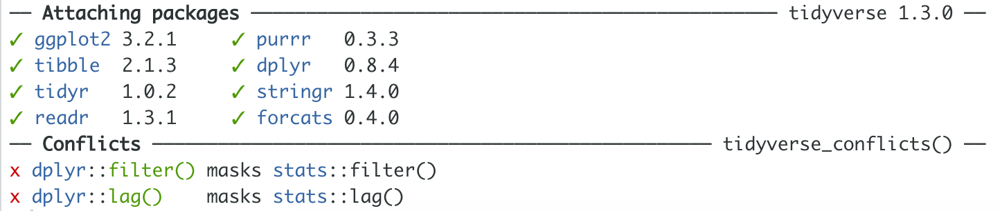 ── Attaching packages ──────────────────────────────────────────────── tidyverse 1.3.0 ──
✓ ggplot2 3.2.1     ✓ purrr   0.3.3
✓ tibble  2.1.3     ✓ dplyr   0.8.4
✓ tidyr   1.0.2     ✓ stringr 1.4.0
✓ readr   1.3.1     ✓ forcats 0.4.0
── Conflicts ─────────────────────────────────────────────────── tidyverse_conflicts() ──
x dplyr::filter() masks stats::filter()
x dplyr::lag()    masks stats::lag()